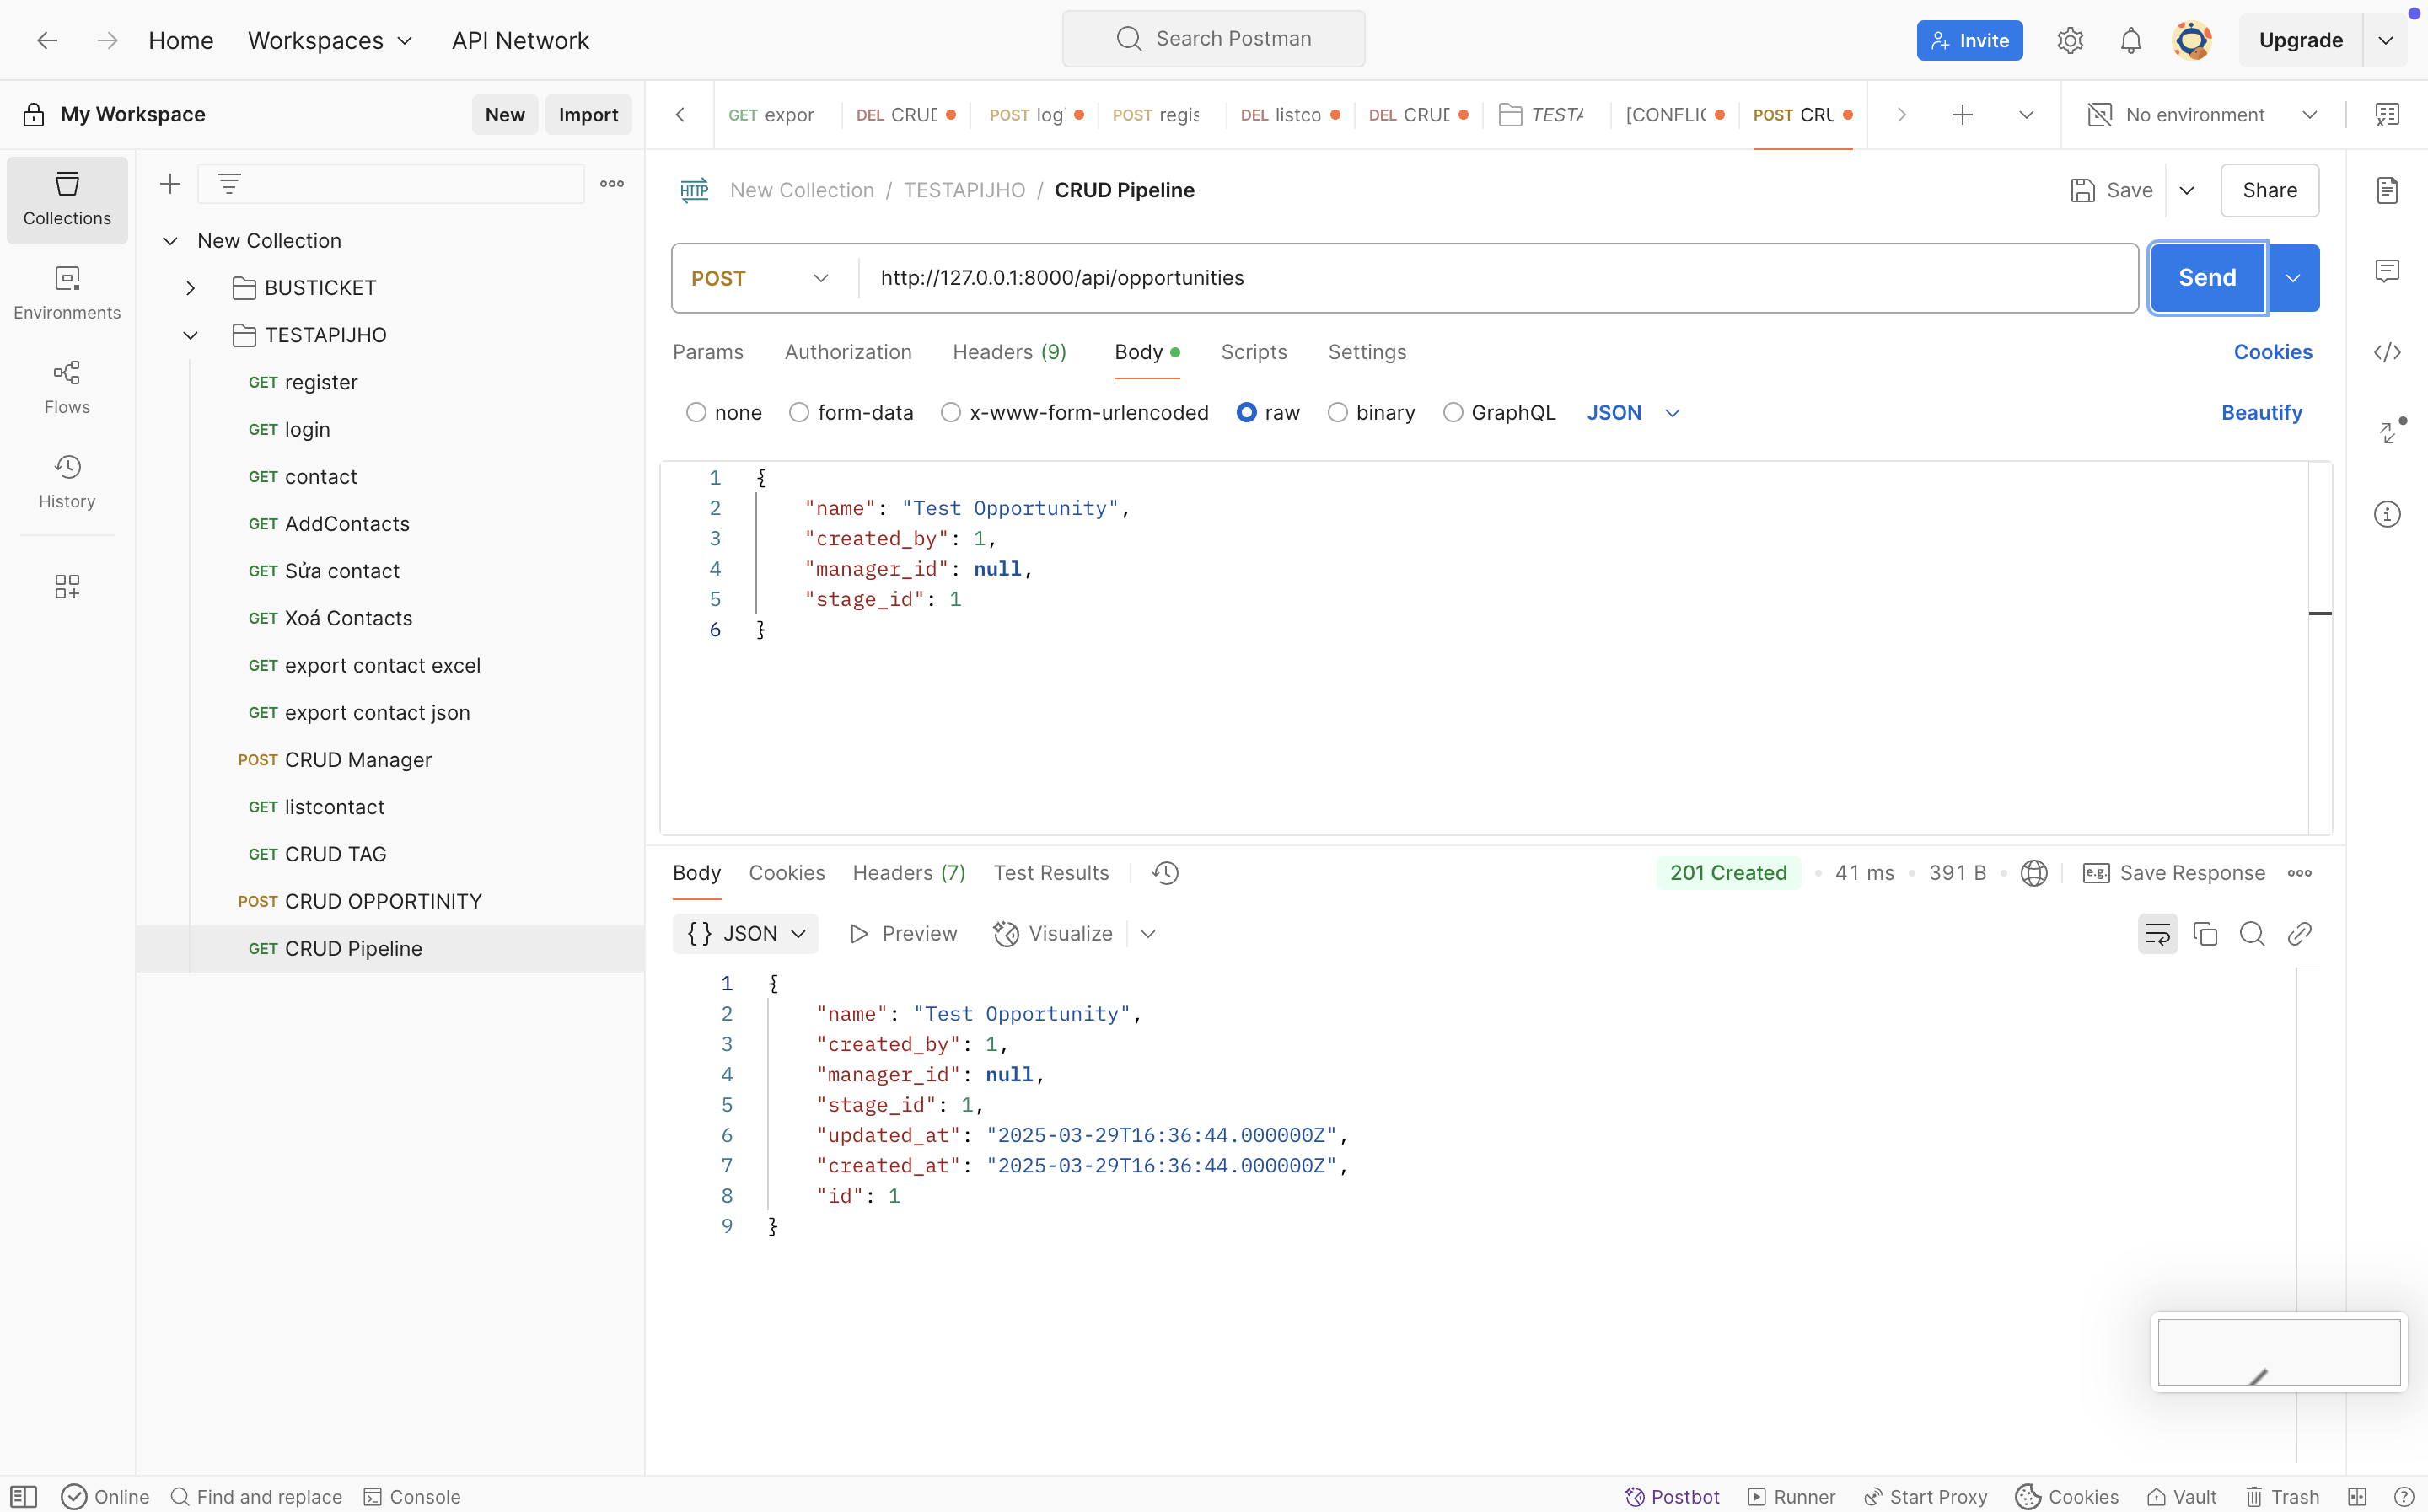 Home Workspaces API Network Search Postman Invite Upgrade
My Workspace New Import
GET expor DEL CRUD POST log POST regis DEL listco DEL CRUD TESTA [CONFLIC POST CRU No environment
Collections
Environments
Flows
History
New Collection
BUSTICKET
TESTAPIJHO
GET register
GET login
GET contact
GET AddContacts
GET Sửa contact
GET Xoá Contacts
GET export contact excel
GET export contact json
POST CRUD Manager
GET listcontact
GET CRUD TAG
POST CRUD OPPORTINITY
GET CRUD Pipeline
HTTP New Collection / TESTAPIJHO / CRUD Pipeline Save Share
POST http://127.0.0.1:8000/api/opportunities Send
Params Authorization Headers (9) Body Scripts Settings Cookies
none form-data x-www-form-urlencoded raw binary GraphQL JSON Beautify
1 {
2 "name": "Test Opportunity",
3 "created_by": 1,
4 "manager_id": null,
5 "stage_id": 1
6 }
Body Cookies Headers (7) Test Results 201 Created • 41 ms • 391 B • e.g. Save Response
{} JSON Preview Visualize
1 {
2 "name": "Test Opportunity",
3 "created_by": 1,
4 "manager_id": null,
5 "stage_id": 1,
6 "updated_at": "2025-03-29T16:36:44.000000Z",
7 "created_at": "2025-03-29T16:36:44.000000Z",
8 "id": 1
9 }
Online Find and replace Console Postbot Runner Start Proxy Cookies Vault Trash